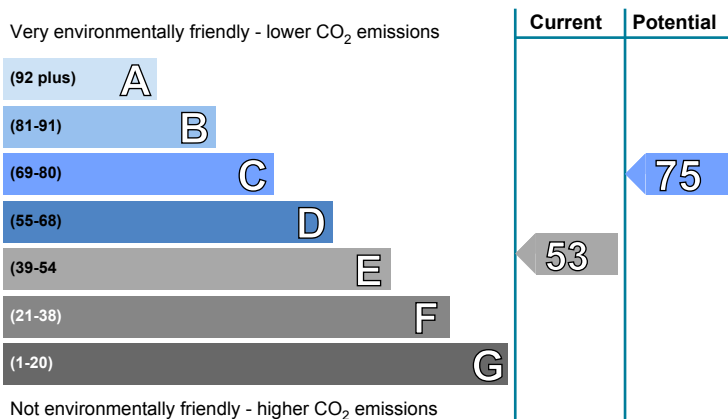 Very environmentally friendly - lower CO2 emissions
Current
Potential
(92 plus) A
(81-91) B
(69-80) C
75
(55-68) D
(39-54 E
53
(21-38) F
(1-20) G
Not environmentally friendly - higher CO2 emissions